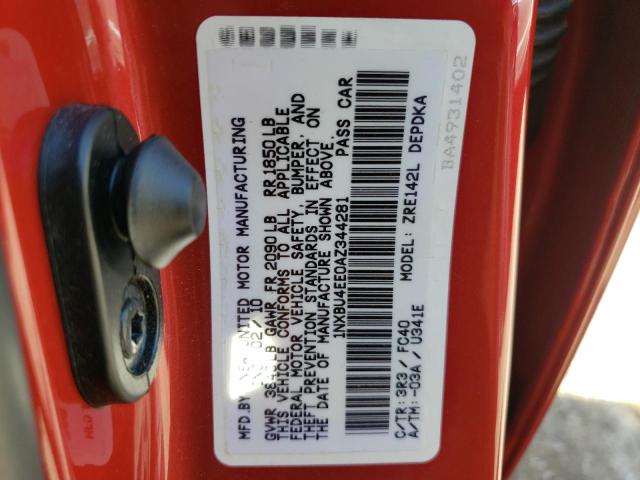 MFD.BY: NEW UNITED MOTOR MANUFACTURING
INC. 02/10
GVWR 3840LB GAWR FR 2090LB RR1850LB
THIS VEHICLE CONFORMS TO ALL APPLICABLE
FEDERAL MOTOR VEHICLE SAFETY, BUMPER, AND
THEFT PREVENTION STANDARDS IN EFFECT ON
THE DATE OF MANUFACTURE SHOWN ABOVE.
1NXBU4EE0AZ344281 PASS CAR
C/TR: 3R3 / FC40 MODEL: ZRE142L DEPDKA
A/TM: -03A / U341E
BA4931402